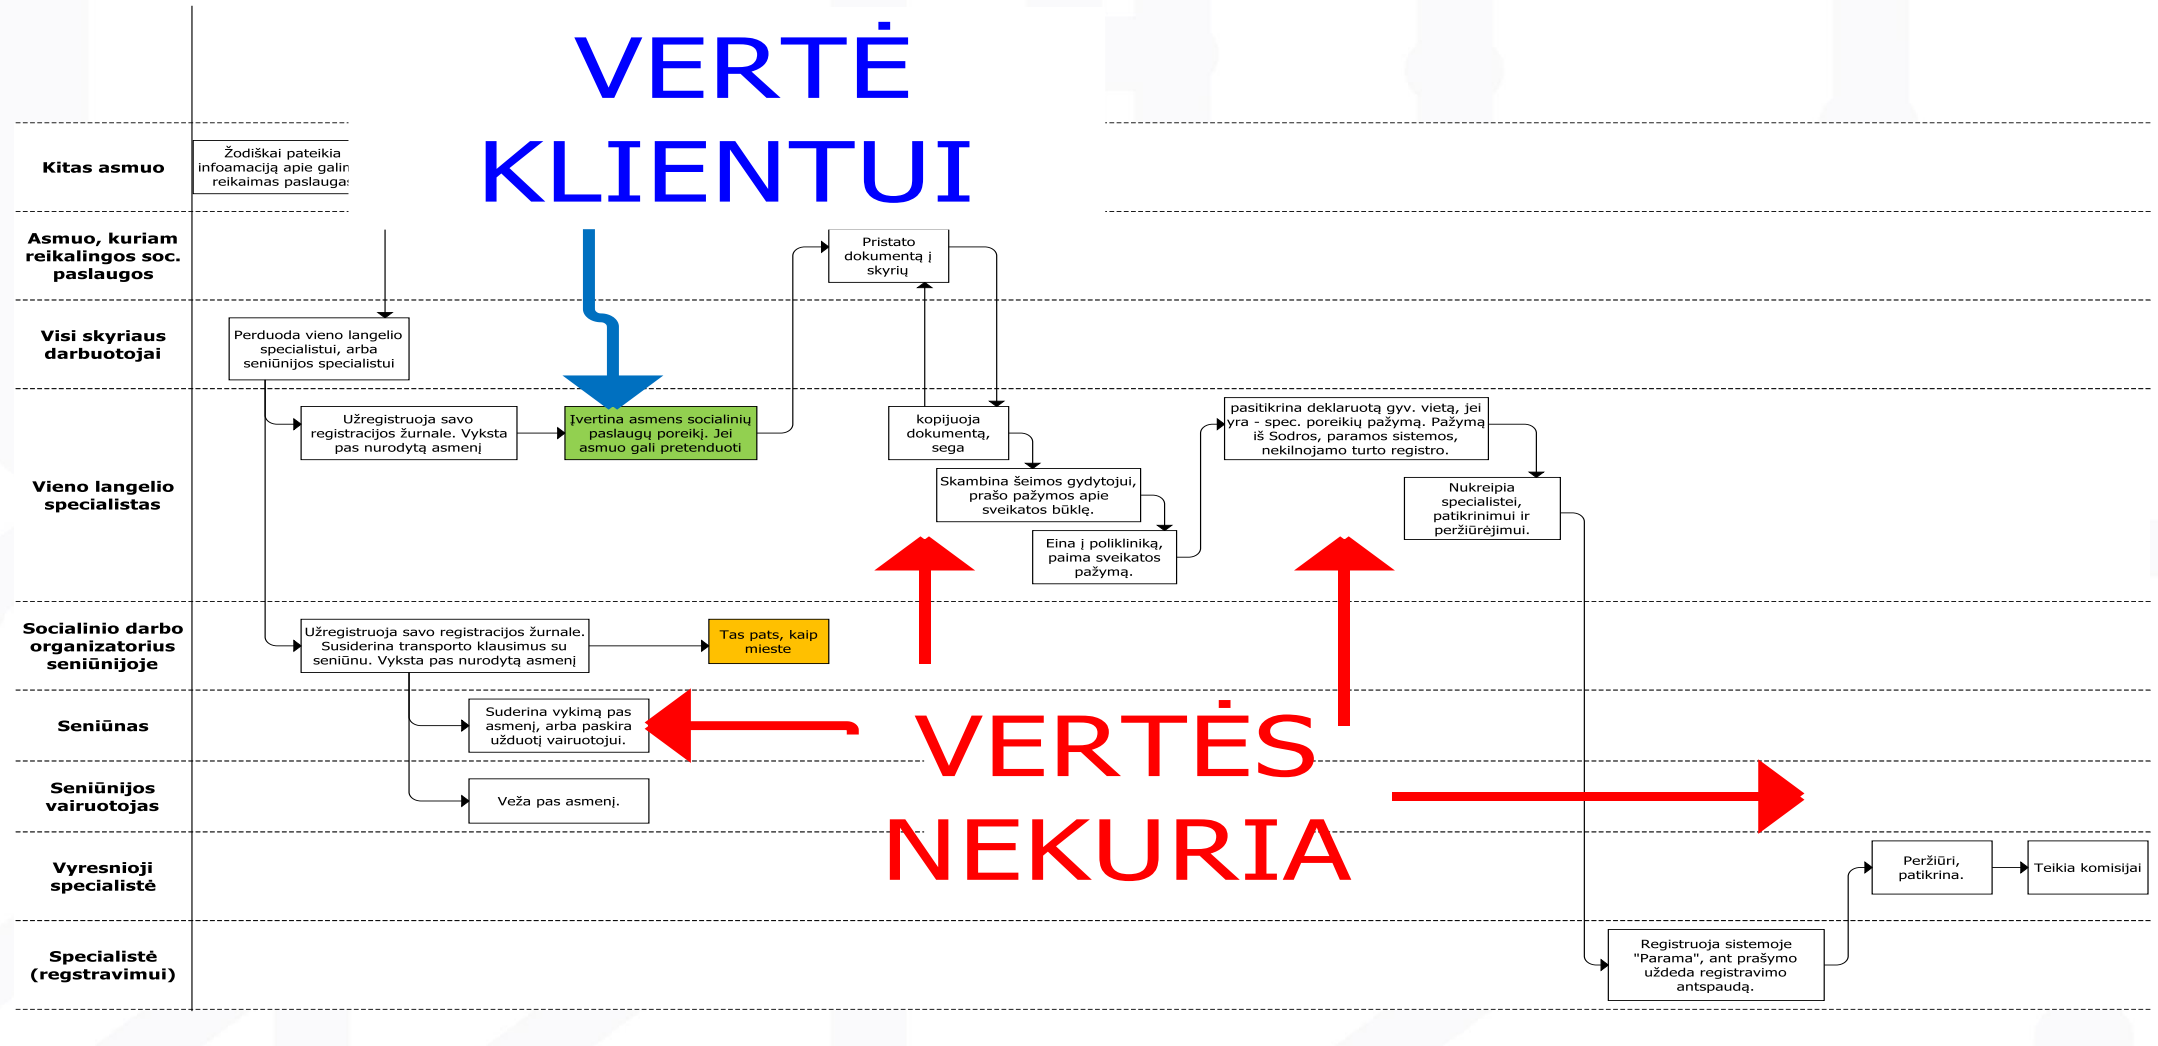 VERTĖ
KLIENTUI
Kitas asmuo
Žodiškai pateikia
infoamaciją apie
reikaimas
Asmuo, kuriam
reikalingos soc.
paslaugos
Pristato
dokumentą į
skyrių
Visi skyriaus
darbuotojai
Perduoda vieno langelio
specialistui, arba
seniūnijos specialistui
Vieno langelio
specialistas
Užregistruoja savo
registracijos žurnale. Vyksta
pas nurodytą asmenį
Įvertina asmens socialinių
paslaugų poreikį. Jei
asmuo gali pretenduoti
kopijuoja
dokumentą,
sega
Skambina šeimos gydytojui,
prašo pažymos apie
sveikatos būklę.
Eina į polikliniką,
paima sveikatos
pažymą.
pasitikrina deklaruotą gyv. vietą, jei
yra - spec. poreikių pažymą. Pažymą
iš Sodros, paramos sistemos,
nekilnojamo turto registro.
Nukreipia
specialistei,
patikrinimui ir
peržiūrėjimui.
Socialinio darbo
organizatorius
seniūnijoje
Užregistruoja savo registracijos žurnale.
Susiderina transporto klausimus su
seniūnu. Vyksta pas nurodytą asmenį
Tas pats, kaip
mieste
Seniūnas
Suderina vykimą pas
asmenį, arba paskira
užduotį vairuotojui.
VERTĖS
NEKURIA
Seniūnijos
vairuotojas
Veža pas asmenį.
Vyresnioji
specialistė
Peržiūri,
patikrina.
Teikia komisijai
Specialistė
(regstravimui)
Registruoja sistemoje
"Parama", ant prašymo
uždeda registravimo
antspaudą.